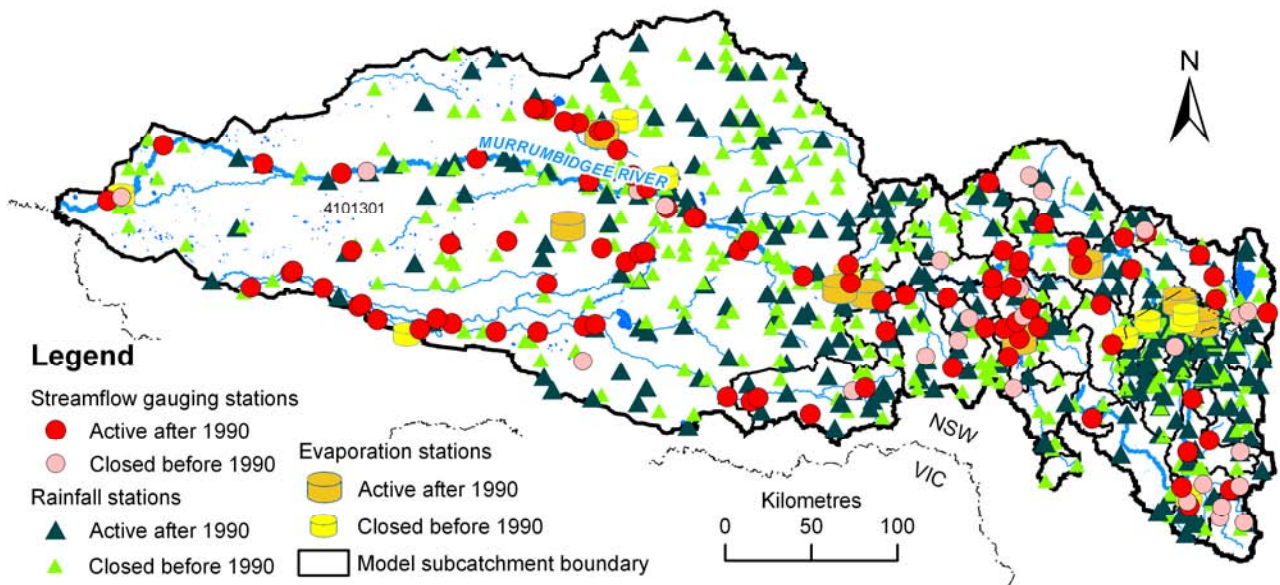 N
MURRUMBIDGEE RIVER
4101301
Legend
Streamflow gauging stations
Active after 1990
Closed before 1990
Rainfall stations
Active after 1990
Closed before 1990
Evaporation stations
Active after 1990
Closed before 1990
Model subcatchment boundary
NSW
VIC
Kilometres
0 50 100